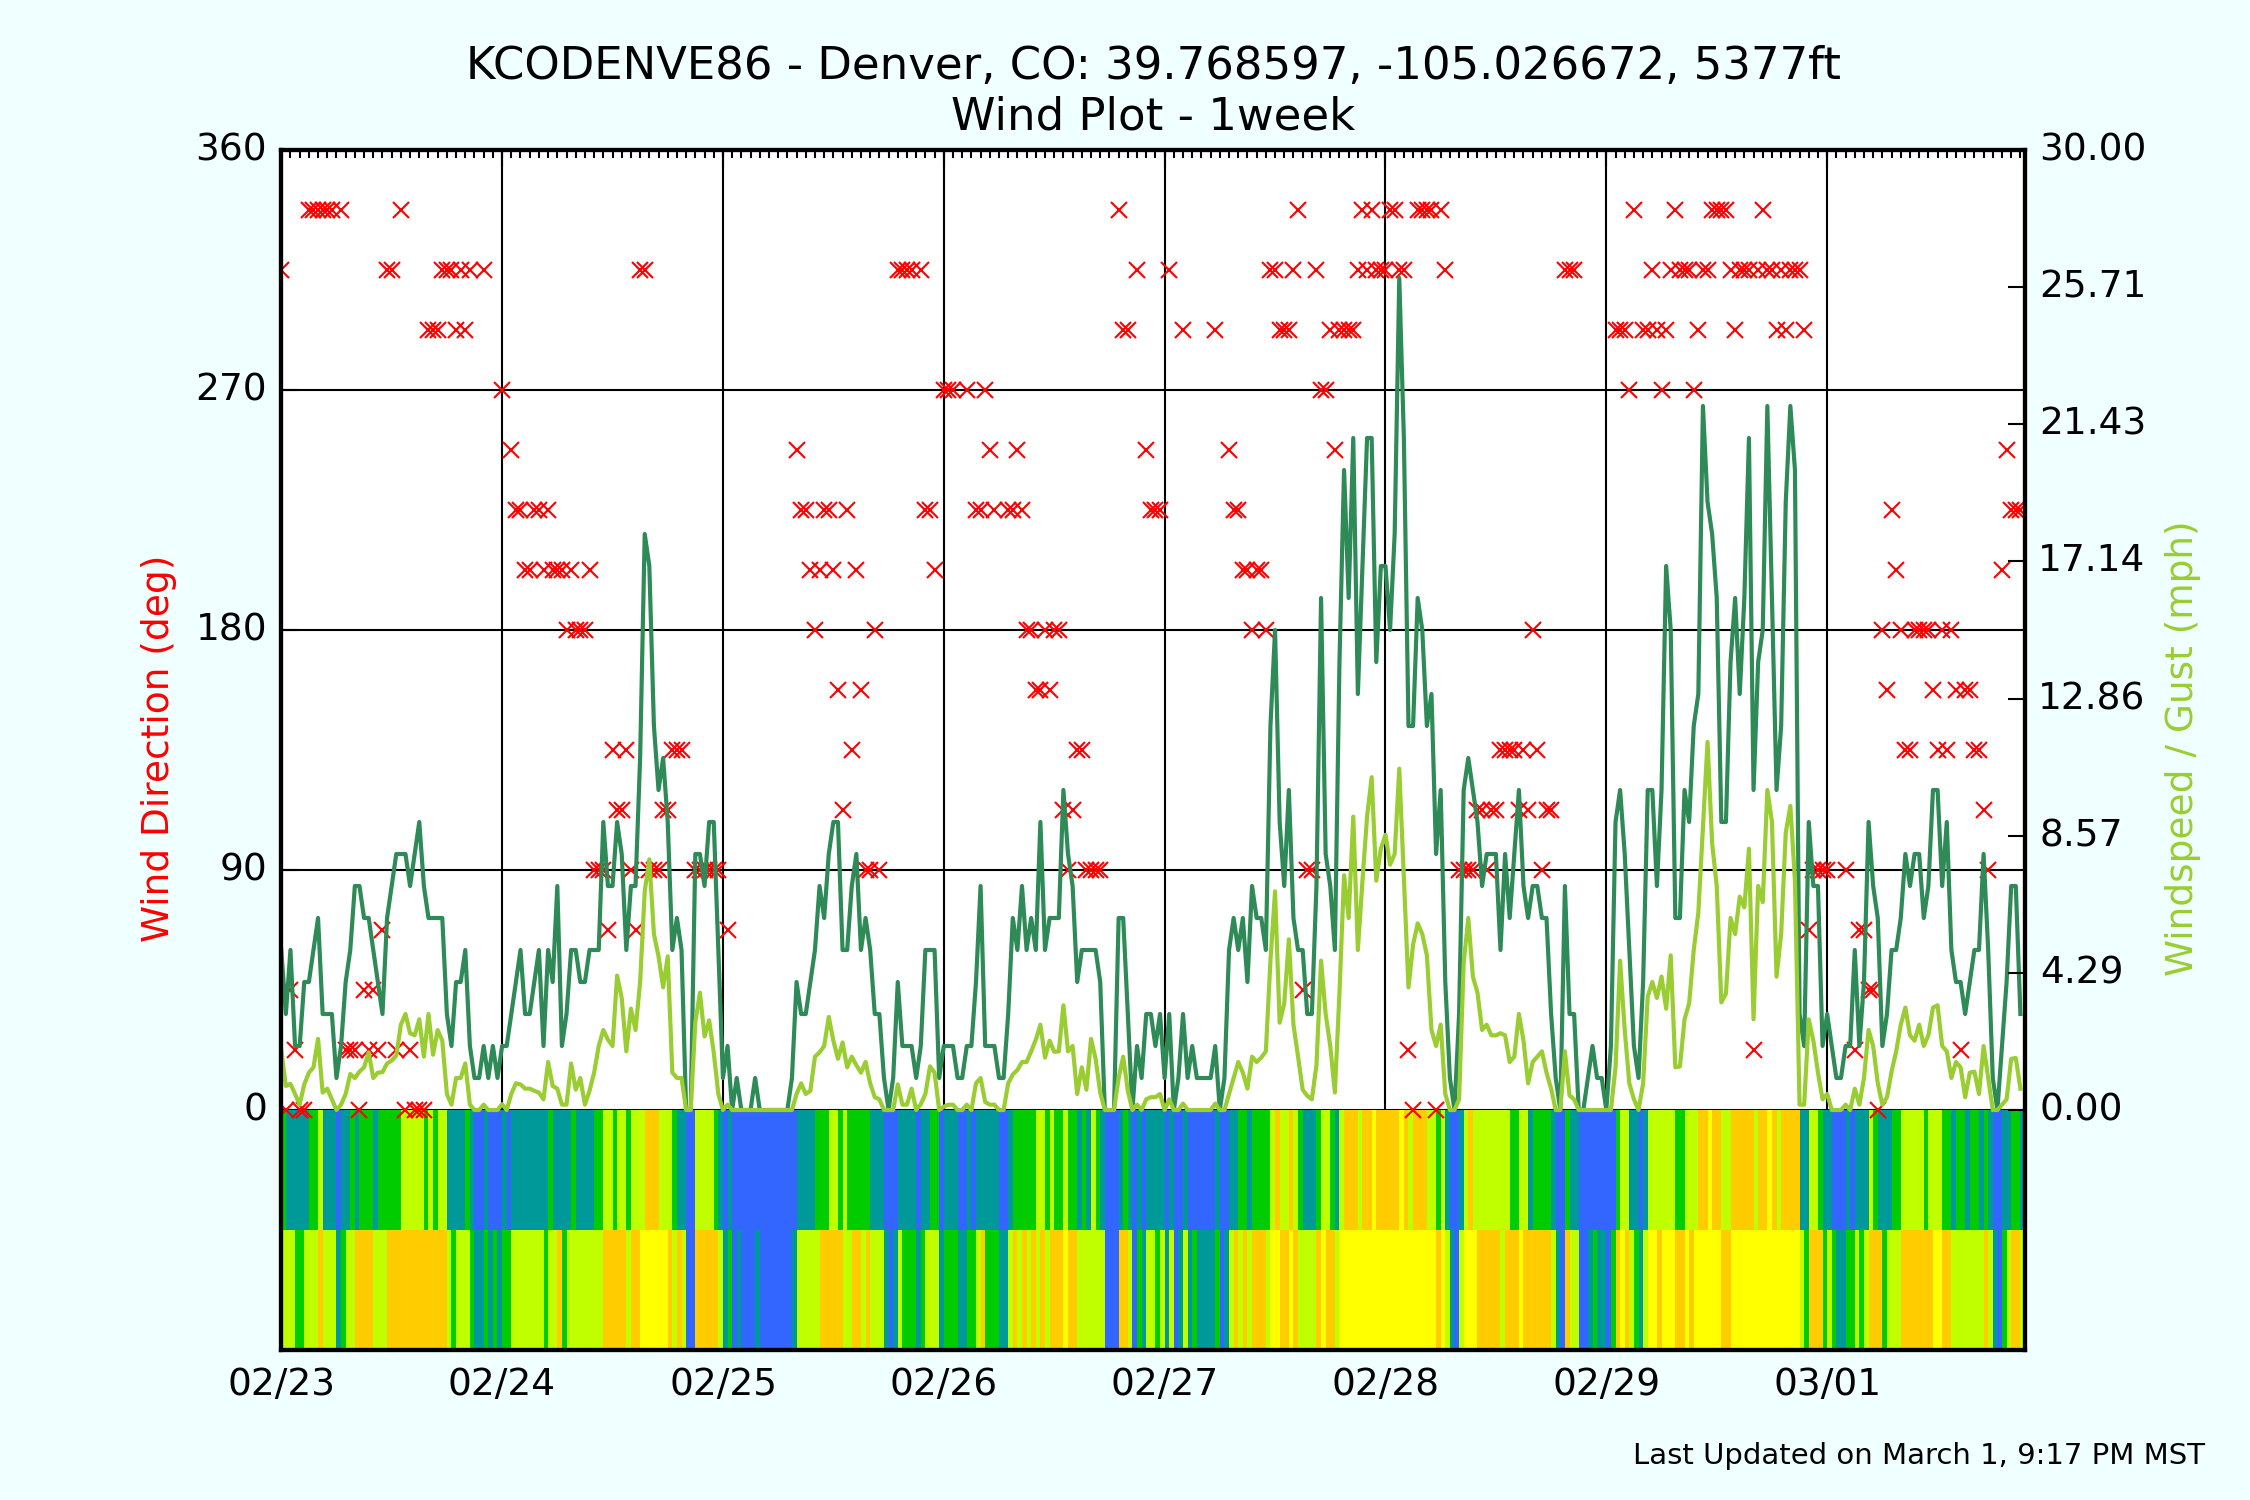 KCODENVE86 - Denver, CO: 39.768597, -105.026672, 5377ft
Wind Plot - 1week
360
270
180
90
0
Wind Direction (deg)
30.00
25.71
21.43
17.14
12.86
8.57
4.29
0.00
Windspeed / Gust (mph)
02/23 02/24 02/25 02/26 02/27 02/28 02/29 03/01
Last Updated on March 1, 9:17 PM MST